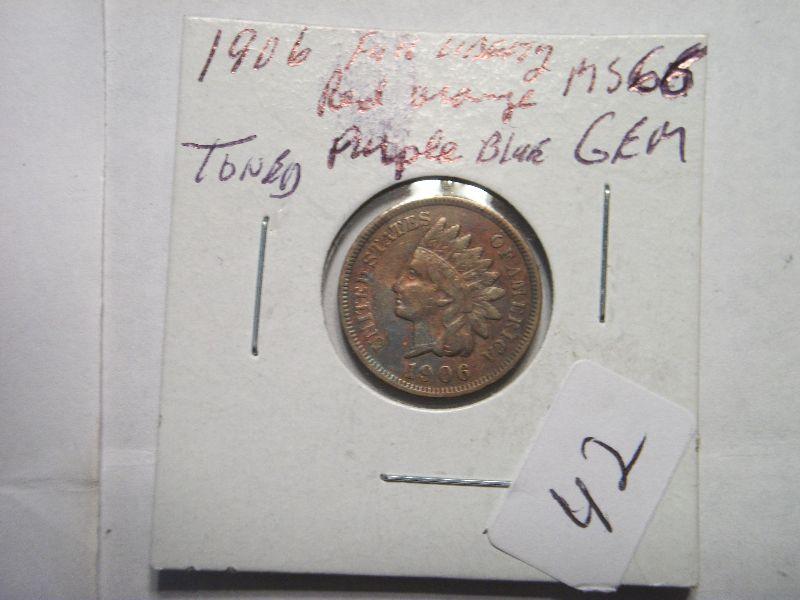 1906 Full Liberty
Red orange MS66
TONED Purple Blue GEM
UNITED STATES OF AMERICA
1906
42